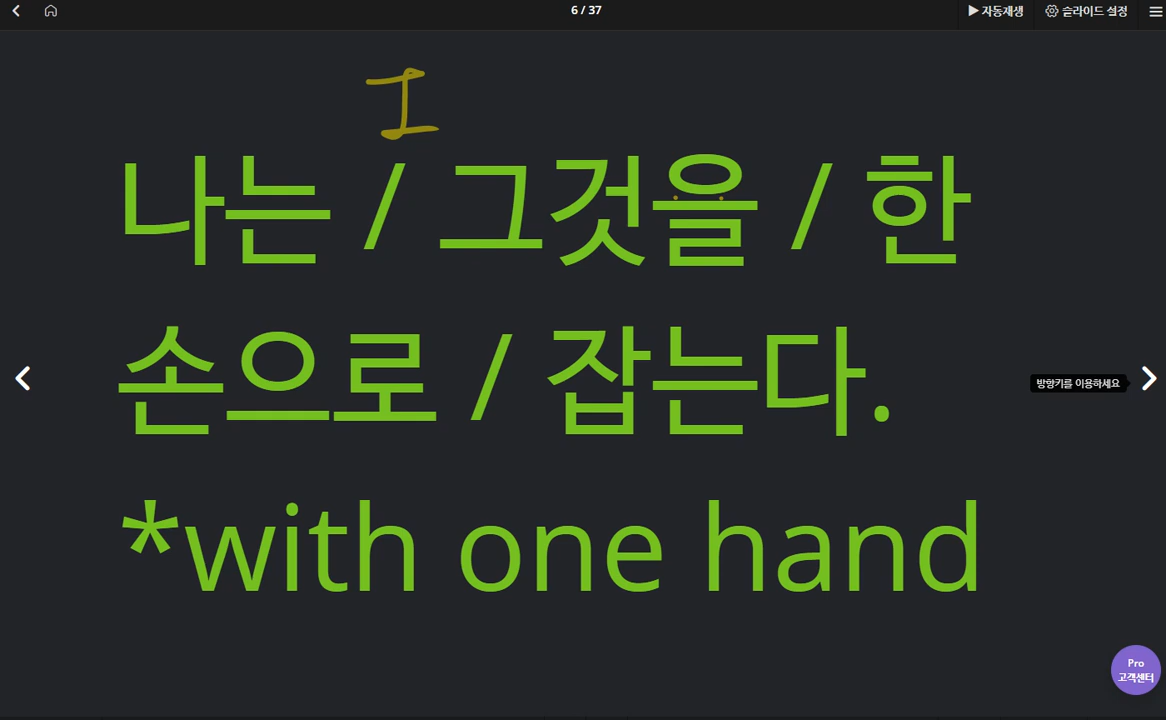 6 / 37
▶ 자동재생
슬라이드 설정
I
나는 / 그것을 / 한
손으로 / 잡는다.
방향키를 이용하세요
*with one hand
Pro
고객센터